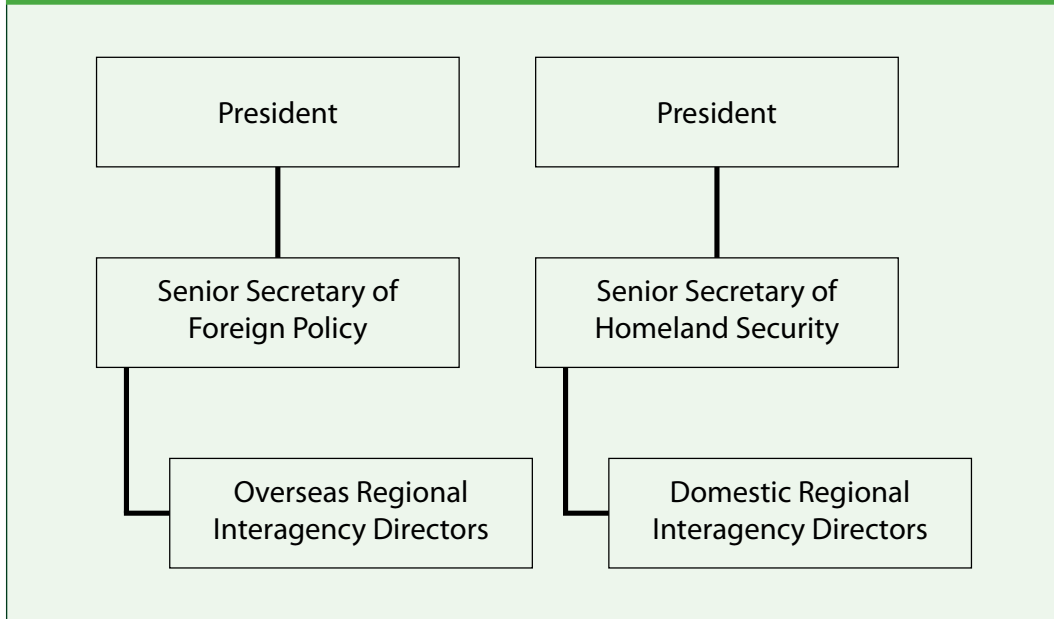 President
President
Senior Secretary of
Foreign Policy
Senior Secretary of
Homeland Security
Overseas Regional
Interagency Directors
Domestic Regional
Interagency Directors